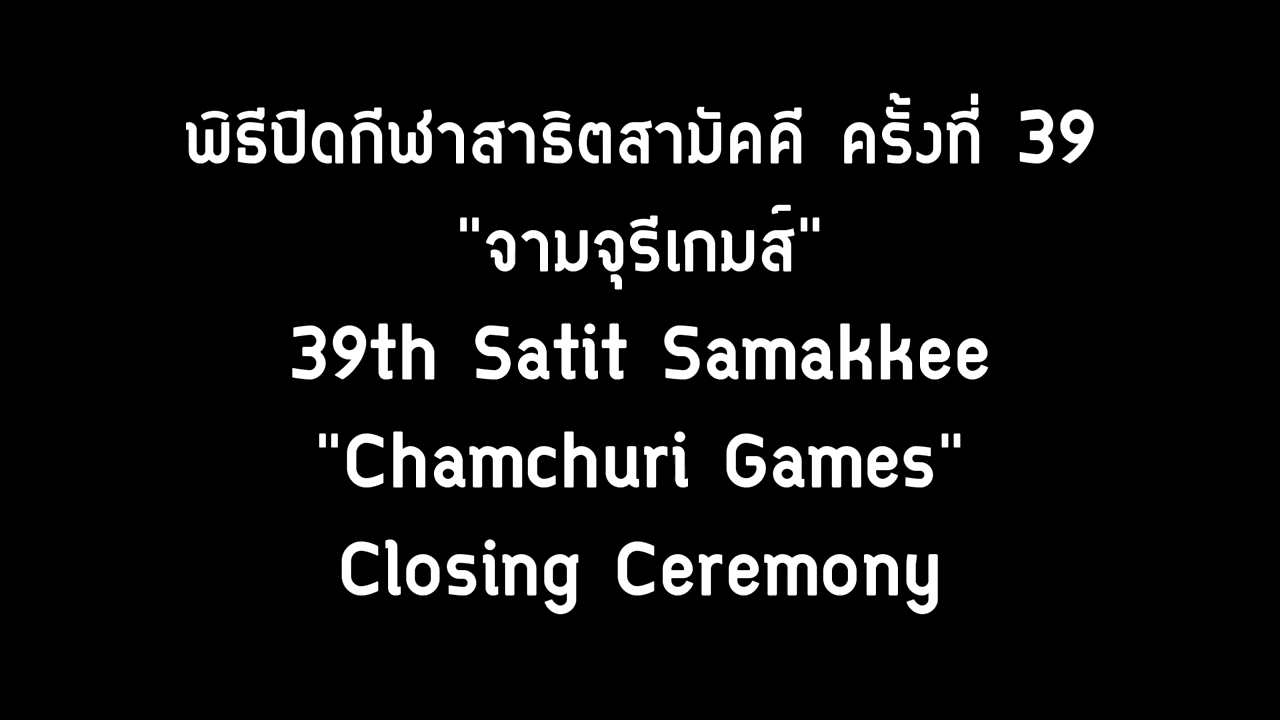 พิธีปิดกีฬาสาธิตสามัคคี ครั้งที่ 39
"จามจุรีเกมส์"
39th Satit Samakkee
"Chamchuri Games"
Closing Ceremony